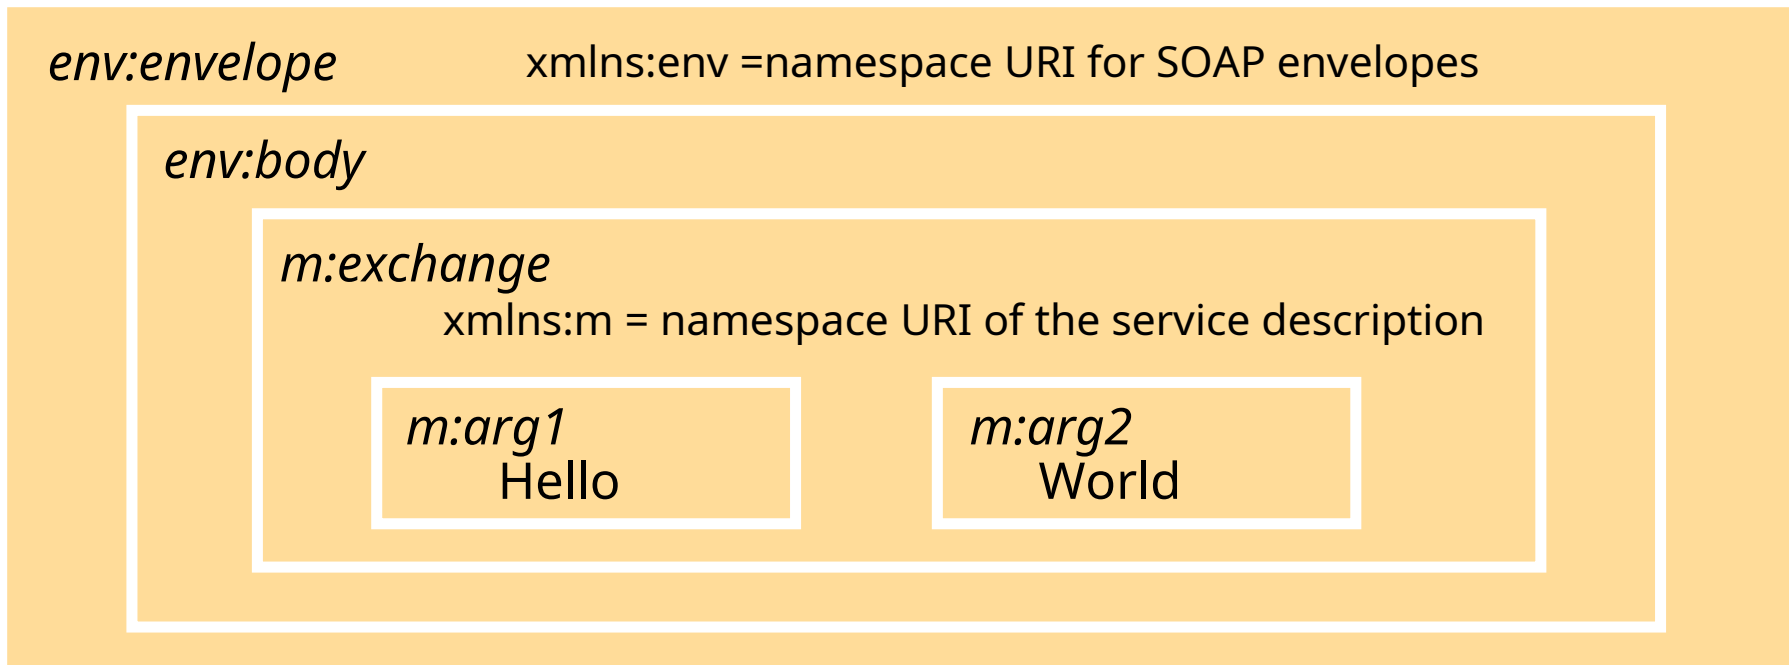 env:envelope xmlns:env =namespace URI for SOAP envelopes
env:body
m:exchange
xmlns:m = namespace URI of the service description
m:arg1
Hello
m:arg2
World